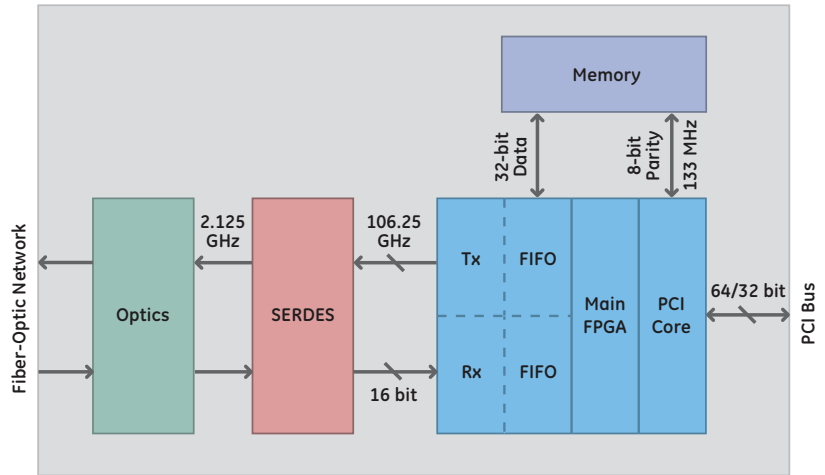 Memory
32-bit
Data
8-bit
Parity
133 MHz
Fiber-Optic Network
Optics
2.125
GHz
SERDES
106.25
GHz
16 bit
Tx
FIFO
Rx
FIFO
Main
FPGA
PCI
Core
64/32 bit
PCI Bus